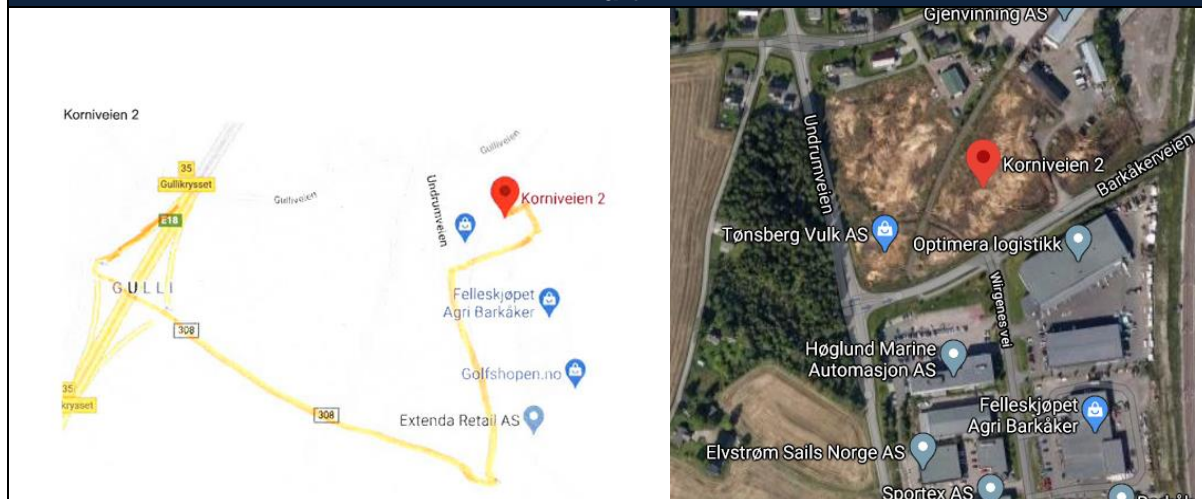 Korniveien 2
35
Gullikrysset
E18
Gulliveien
GULLI
308
308
35
kryaset
Gulliveien
Undrumveien
Korniveien 2
Felleskjøpet
Agri Barkåker
Golfshopen.no
Extenda Retail AS
Gjenvinning AS
Undrumveien
Korniveien 2
Barkåkerveien
Tønsberg Vulk AS
Optimera logistikk
Wirgenes vei
Høglund Marine
Automasjon AS
Felleskjøpet
Agri Barkåker
Elvstrøm Sails Norge AS
Sportex AS